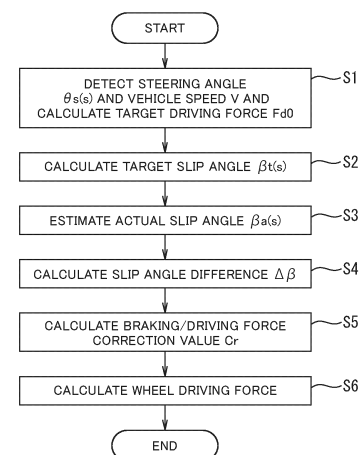 START
DETECT STEERING ANGLE
θs(s) AND VEHICLE SPEED V AND
CALCULATE TARGET DRIVING FORCE Fd0
S1
CALCULATE TARGET SLIP ANGLE βt(s)
S2
ESTIMATE ACTUAL SLIP ANGLE βa(s)
S3
CALCULATE SLIP ANGLE DIFFERENCE Δβ
S4
CALCULATE BRAKING/DRIVING FORCE
CORRECTION VALUE Cr
S5
CALCULATE WHEEL DRIVING FORCE
S6
END